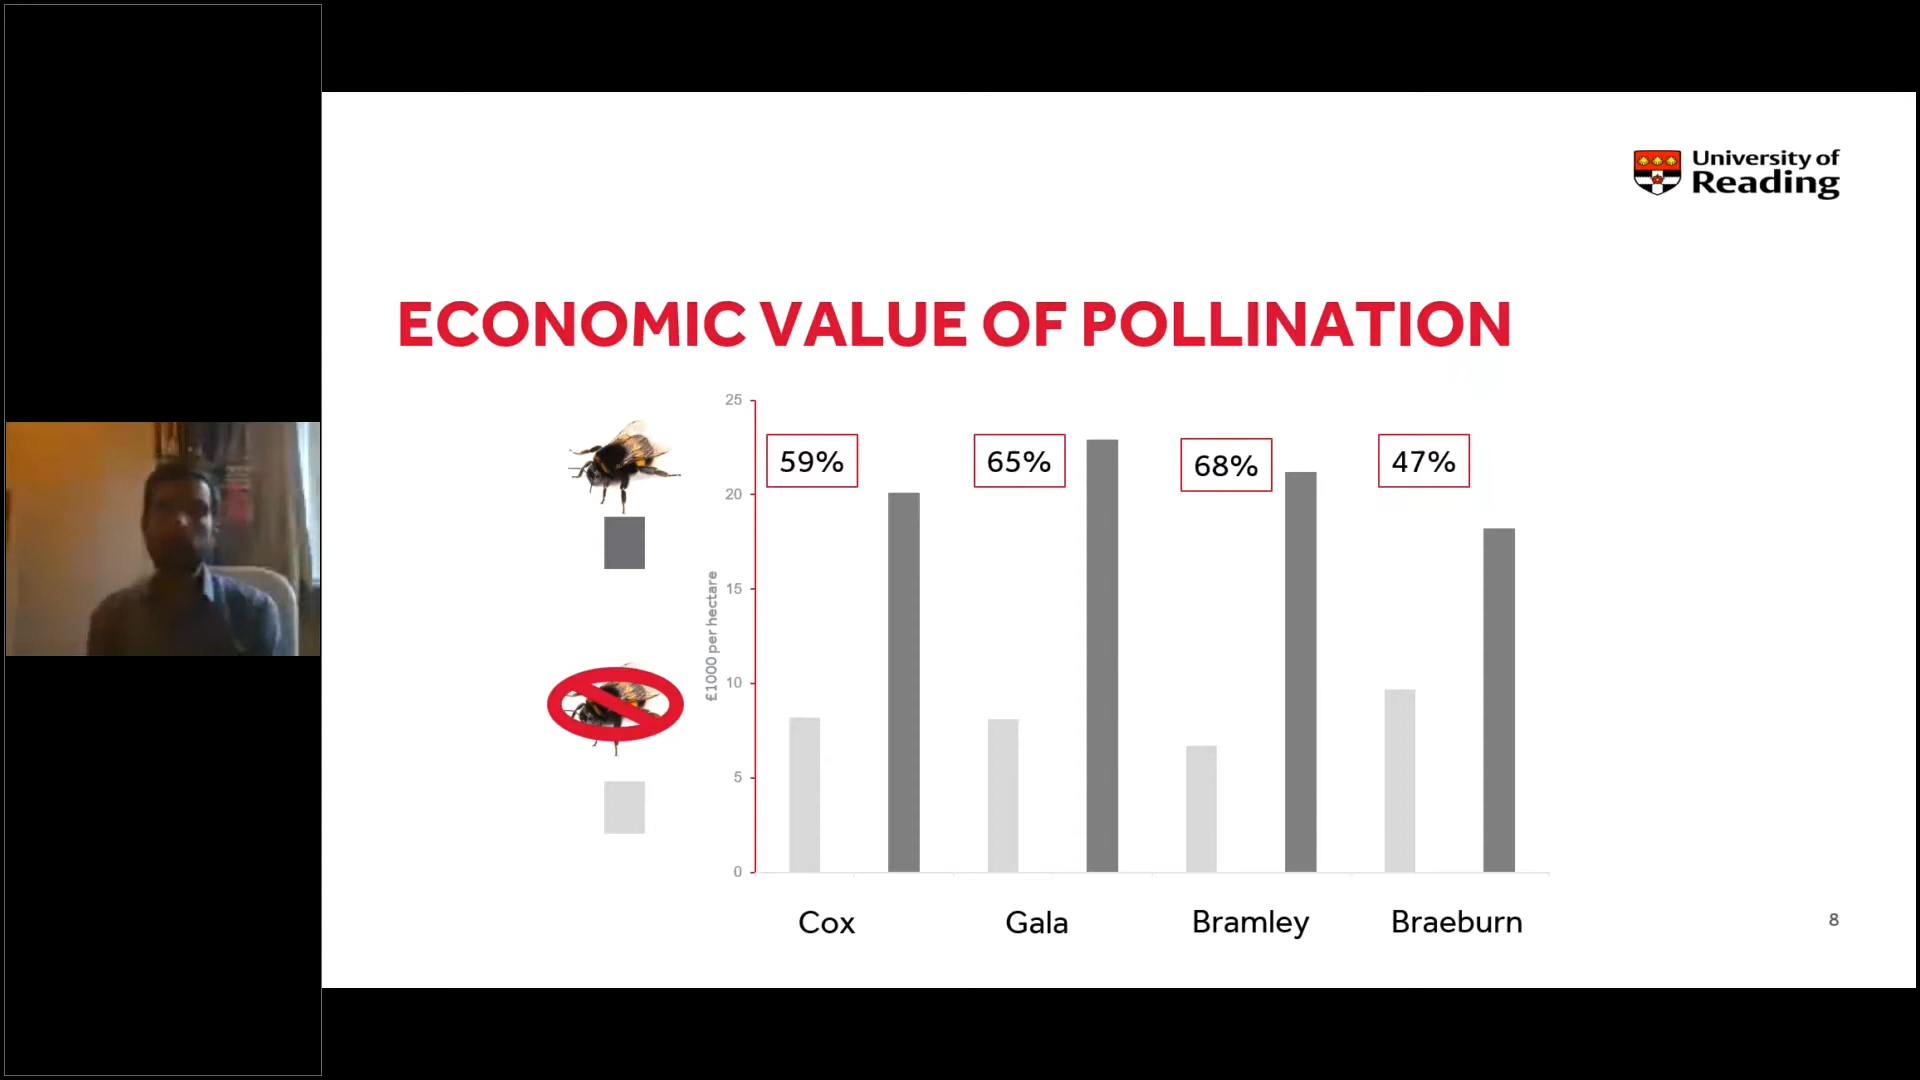 University of
Reading
ECONOMIC VALUE OF POLLINATION
25
20
15
10
5
0
£1000 per hectare
59%
65%
68%
47%
Cox
Gala
Bramley
Braeburn
8